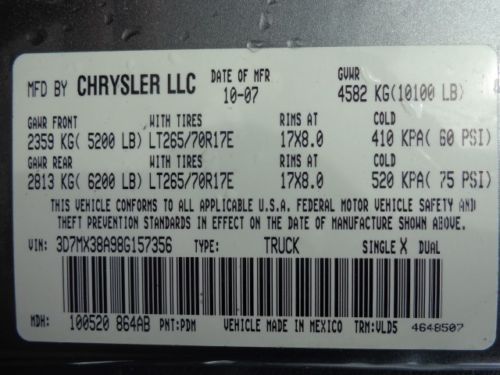 MFD BY CHRYSLER LLC DATE OF MFR 10-07 GVWR 4582 KG(10100 LB)
GAWR FRONT WITH TIRES RIMS AT COLD
2359 KG( 5200 LB) LT265/70R17E 17X8.0 410 KPA( 60 PSI)
GAWR REAR WITH TIRES RIMS AT COLD
2813 KG( 6200 LB) LT265/70R17E 17X8.0 520 KPA( 75 PSI)
THIS VEHICLE CONFORMS TO ALL APPLICABLE U.S.A. FEDERAL MOTOR VEHICLE SAFETY AND
THEFT PREVENTION STANDARDS IN EFFECT ON THE DATE OF MANUFACTURE SHOWN ABOVE.
VIN: 3D7MX38A98G157356 TYPE: TRUCK SINGLE X DUAL
MDH: 100520 864AB PNT:PDM VEHICLE MADE IN MEXICO TRM:VLD5 4648507